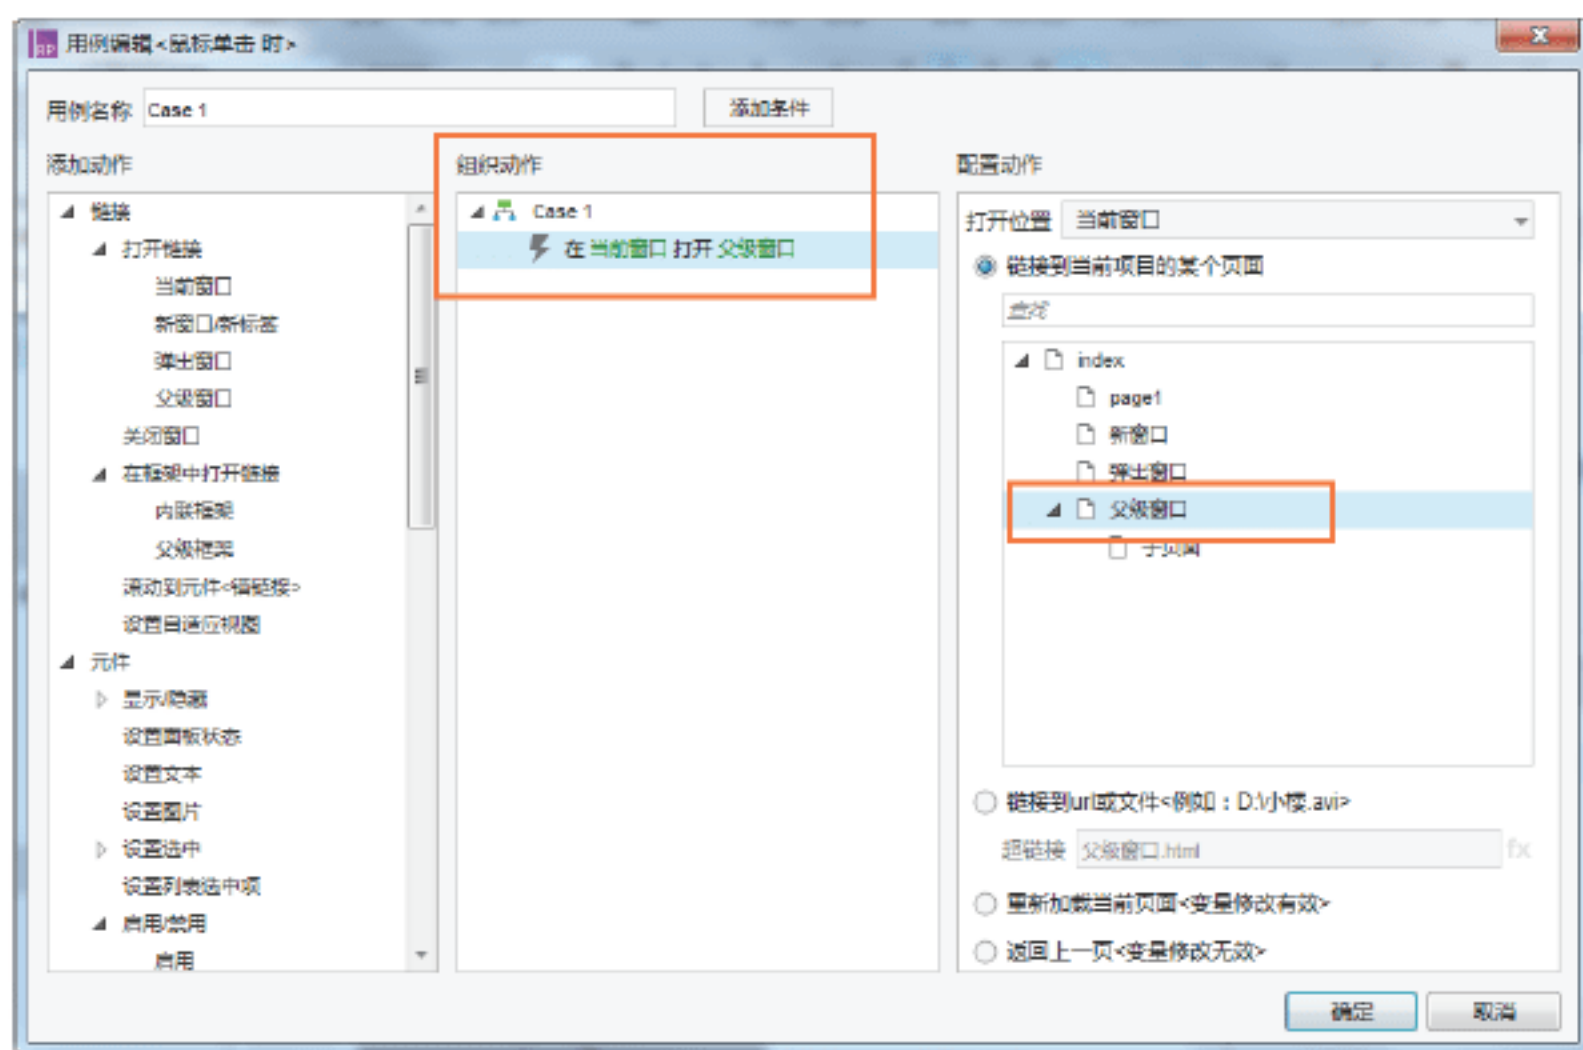 RP 用例编辑<鼠标单击 时>
用例名称 Case 1 添加条件
添加动作
链接
打开链接
当前窗口
新窗口/新标签
弹出窗口
父级窗口
关闭窗口
在框架中打开链接
内联框架
父级框架
滚动到元件<锚链接>
设置自适应视图
元件
显示/隐藏
设置面板状态
设置文本
设置图片
设置选中
设置列表选中项
启用/禁用
启用
组织动作
Case 1
在 当前窗口 打开 父级窗口
配置动作
打开位置 当前窗口
链接到当前项目的某个页面
查找
index
page1
新窗口
弹出窗口
父级窗口
子页面
链接到url或文件<例如：D:\小楼.avi>
超链接 父级窗口.html fx
重新加载当前页面<变量修改有效>
返回上一页<变量修改无效>
确定 取消